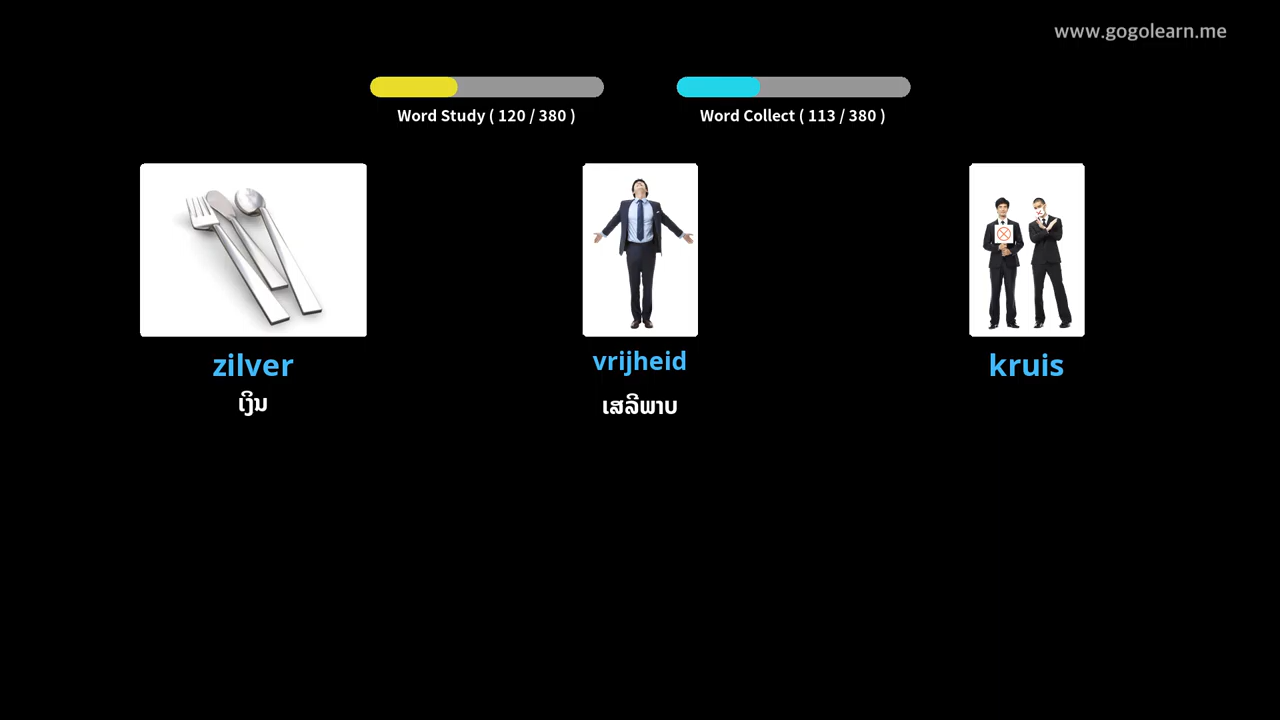 www.gogolearn.me
Word Study ( 120 / 380 )
Word Collect ( 113 / 380 )
zilver
ເງິນ
vrijheid
ເສລີພາບ
kruis